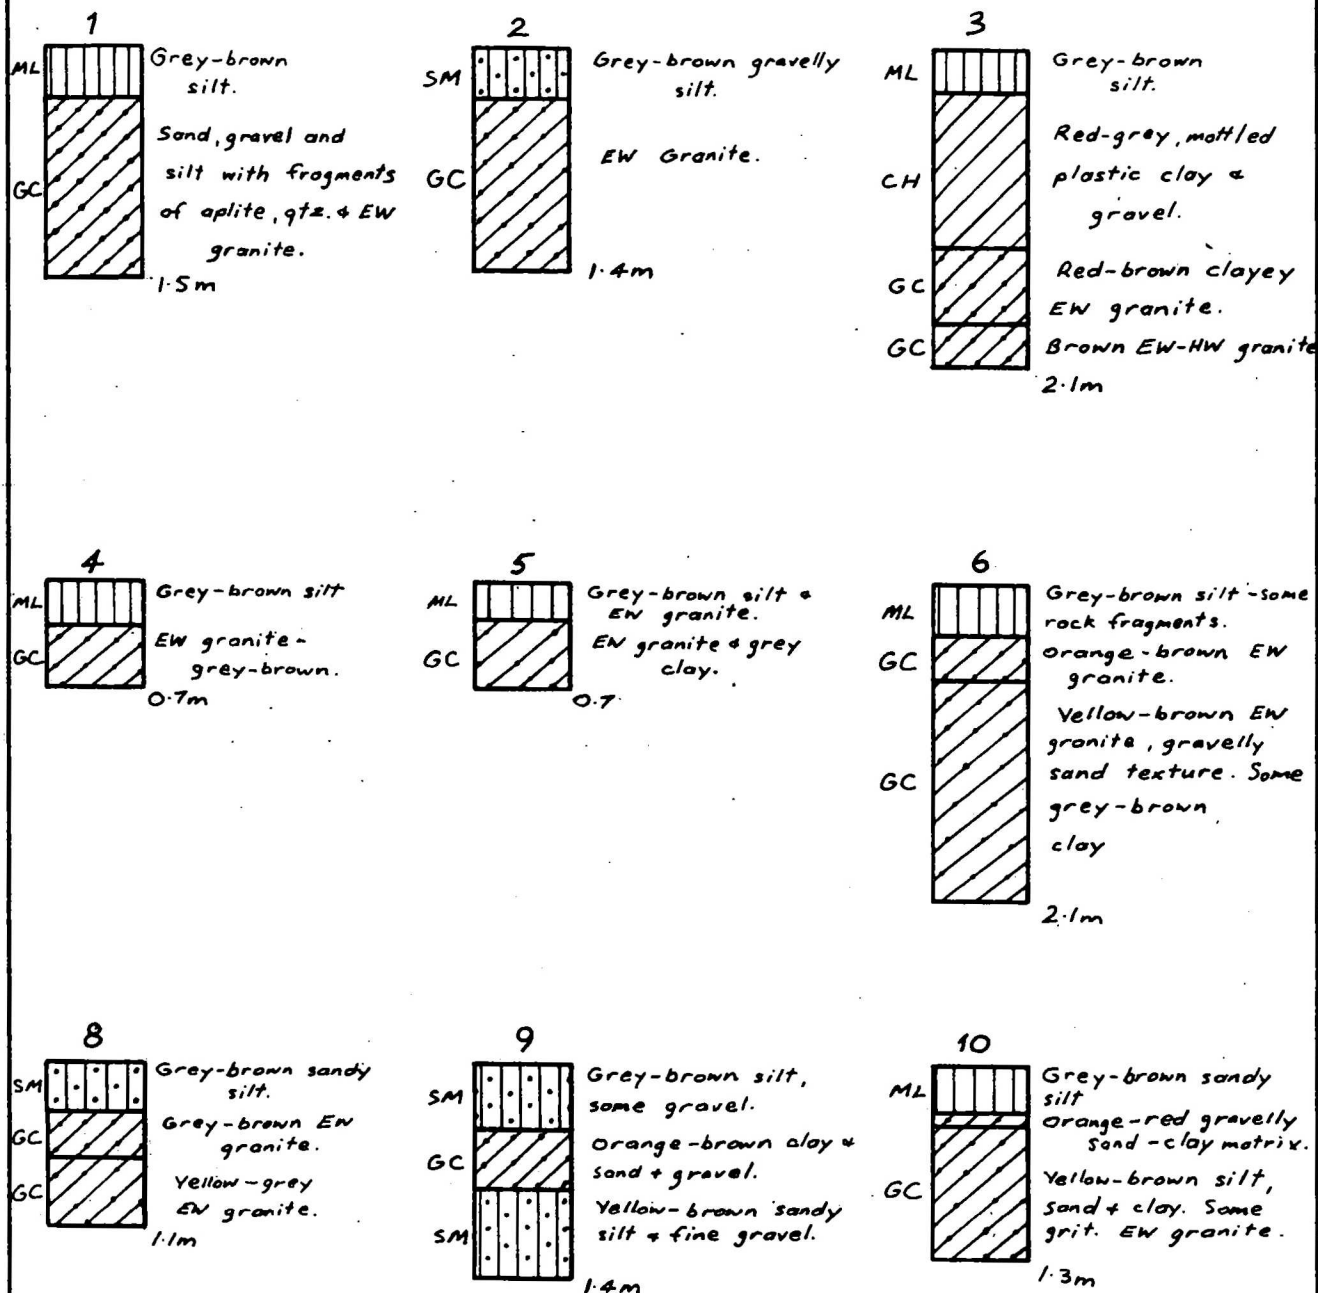 1
ML
Grey-brown
silt.
GC
Sand, gravel and
silt with fragments
of aplite, qtz. & EW
granite.
1.5m
2
SM
Grey-brown gravelly
silt.
GC
EW Granite.
1.4m
3
ML
Grey-brown
silt.
CH
Red-grey, mottled
plastic clay &
gravel.
GC
Red-brown clayey
EW granite.
GC
Brown EW-HW granite
2.1m
4
ML
Grey-brown silt
GC
EW granite-
grey-brown.
0.7m
5
ML
Grey-brown silt &
EW granite.
GC
EW granite & grey
clay.
0.7
6
ML
Grey-brown silt-some
rock fragments.
GC
Orange-brown EW
granite.
GC
Yellow-brown EW
granite, gravelly
sand texture. Some
grey-brown
clay
2.1m
8
SM
Grey-brown sandy
silt.
GC
Grey-brown EW
granite.
GC
Yellow-grey
EW granite.
1.1m
9
SM
Grey-brown silt,
some gravel.
GC
Orange-brown clay &
sand + gravel.
SM
Yellow-brown sandy
silt & fine gravel.
1.4m
10
ML
Grey-brown sandy
silt
Orange-red gravelly
sand-clay matrix.
GC
Yellow-brown silt,
sand + clay. Some
grit. EW granite.
1.3m